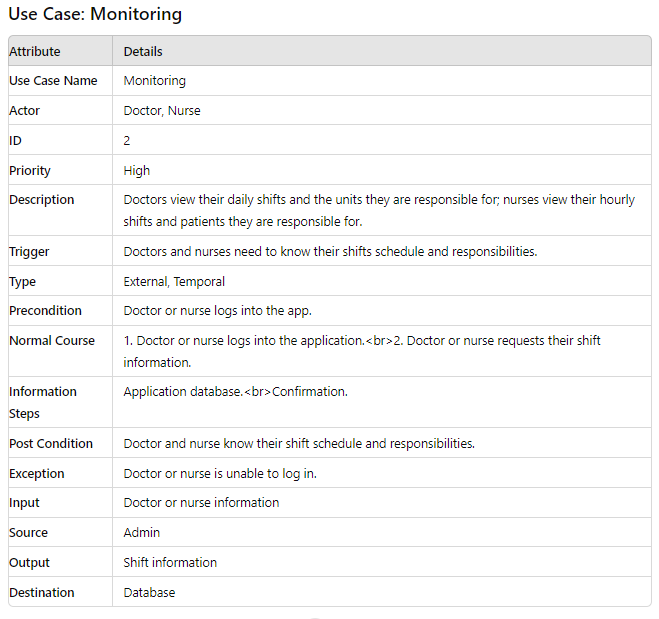 Use Case: Monitoring
Attribute Details
Use Case Name Monitoring
Actor Doctor, Nurse
ID 2
Priority High
Description Doctors view their daily shifts and the units they are responsible for; nurses view their hourly
shifts and patients they are responsible for.
Trigger Doctors and nurses need to know their shifts schedule and responsibilities.
Type External, Temporal
Precondition Doctor or nurse logs into the app.
Normal Course 1. Doctor or nurse logs into the application.<br>2. Doctor or nurse requests their shift
information.
Information Application database.<br>Confirmation.
Steps
Post Condition Doctor and nurse know their shift schedule and responsibilities.
Exception Doctor or nurse is unable to log in.
Input Doctor or nurse information
Source Admin
Output Shift information
Destination Database